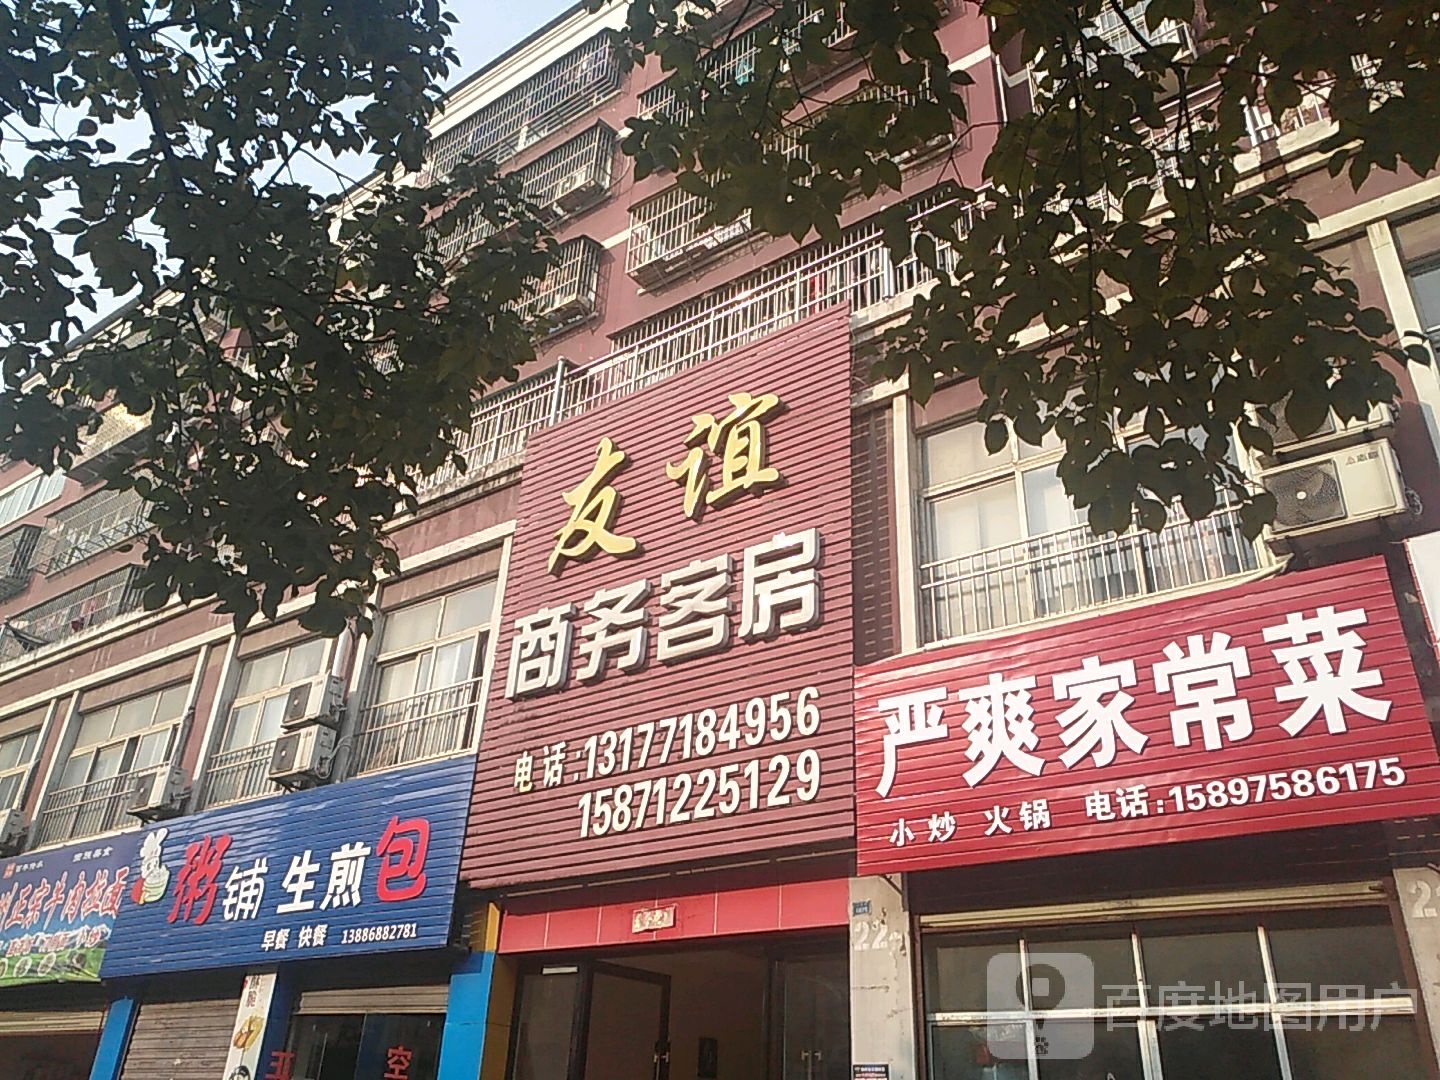 友谊
商务客房
电话:13177184956
15871225129
严爽家常菜
小炒 火锅 电话:15897586175
粥铺 生煎包
早餐 快餐 13886882781
正宗牛肉拉面
22
空
百度地图用户